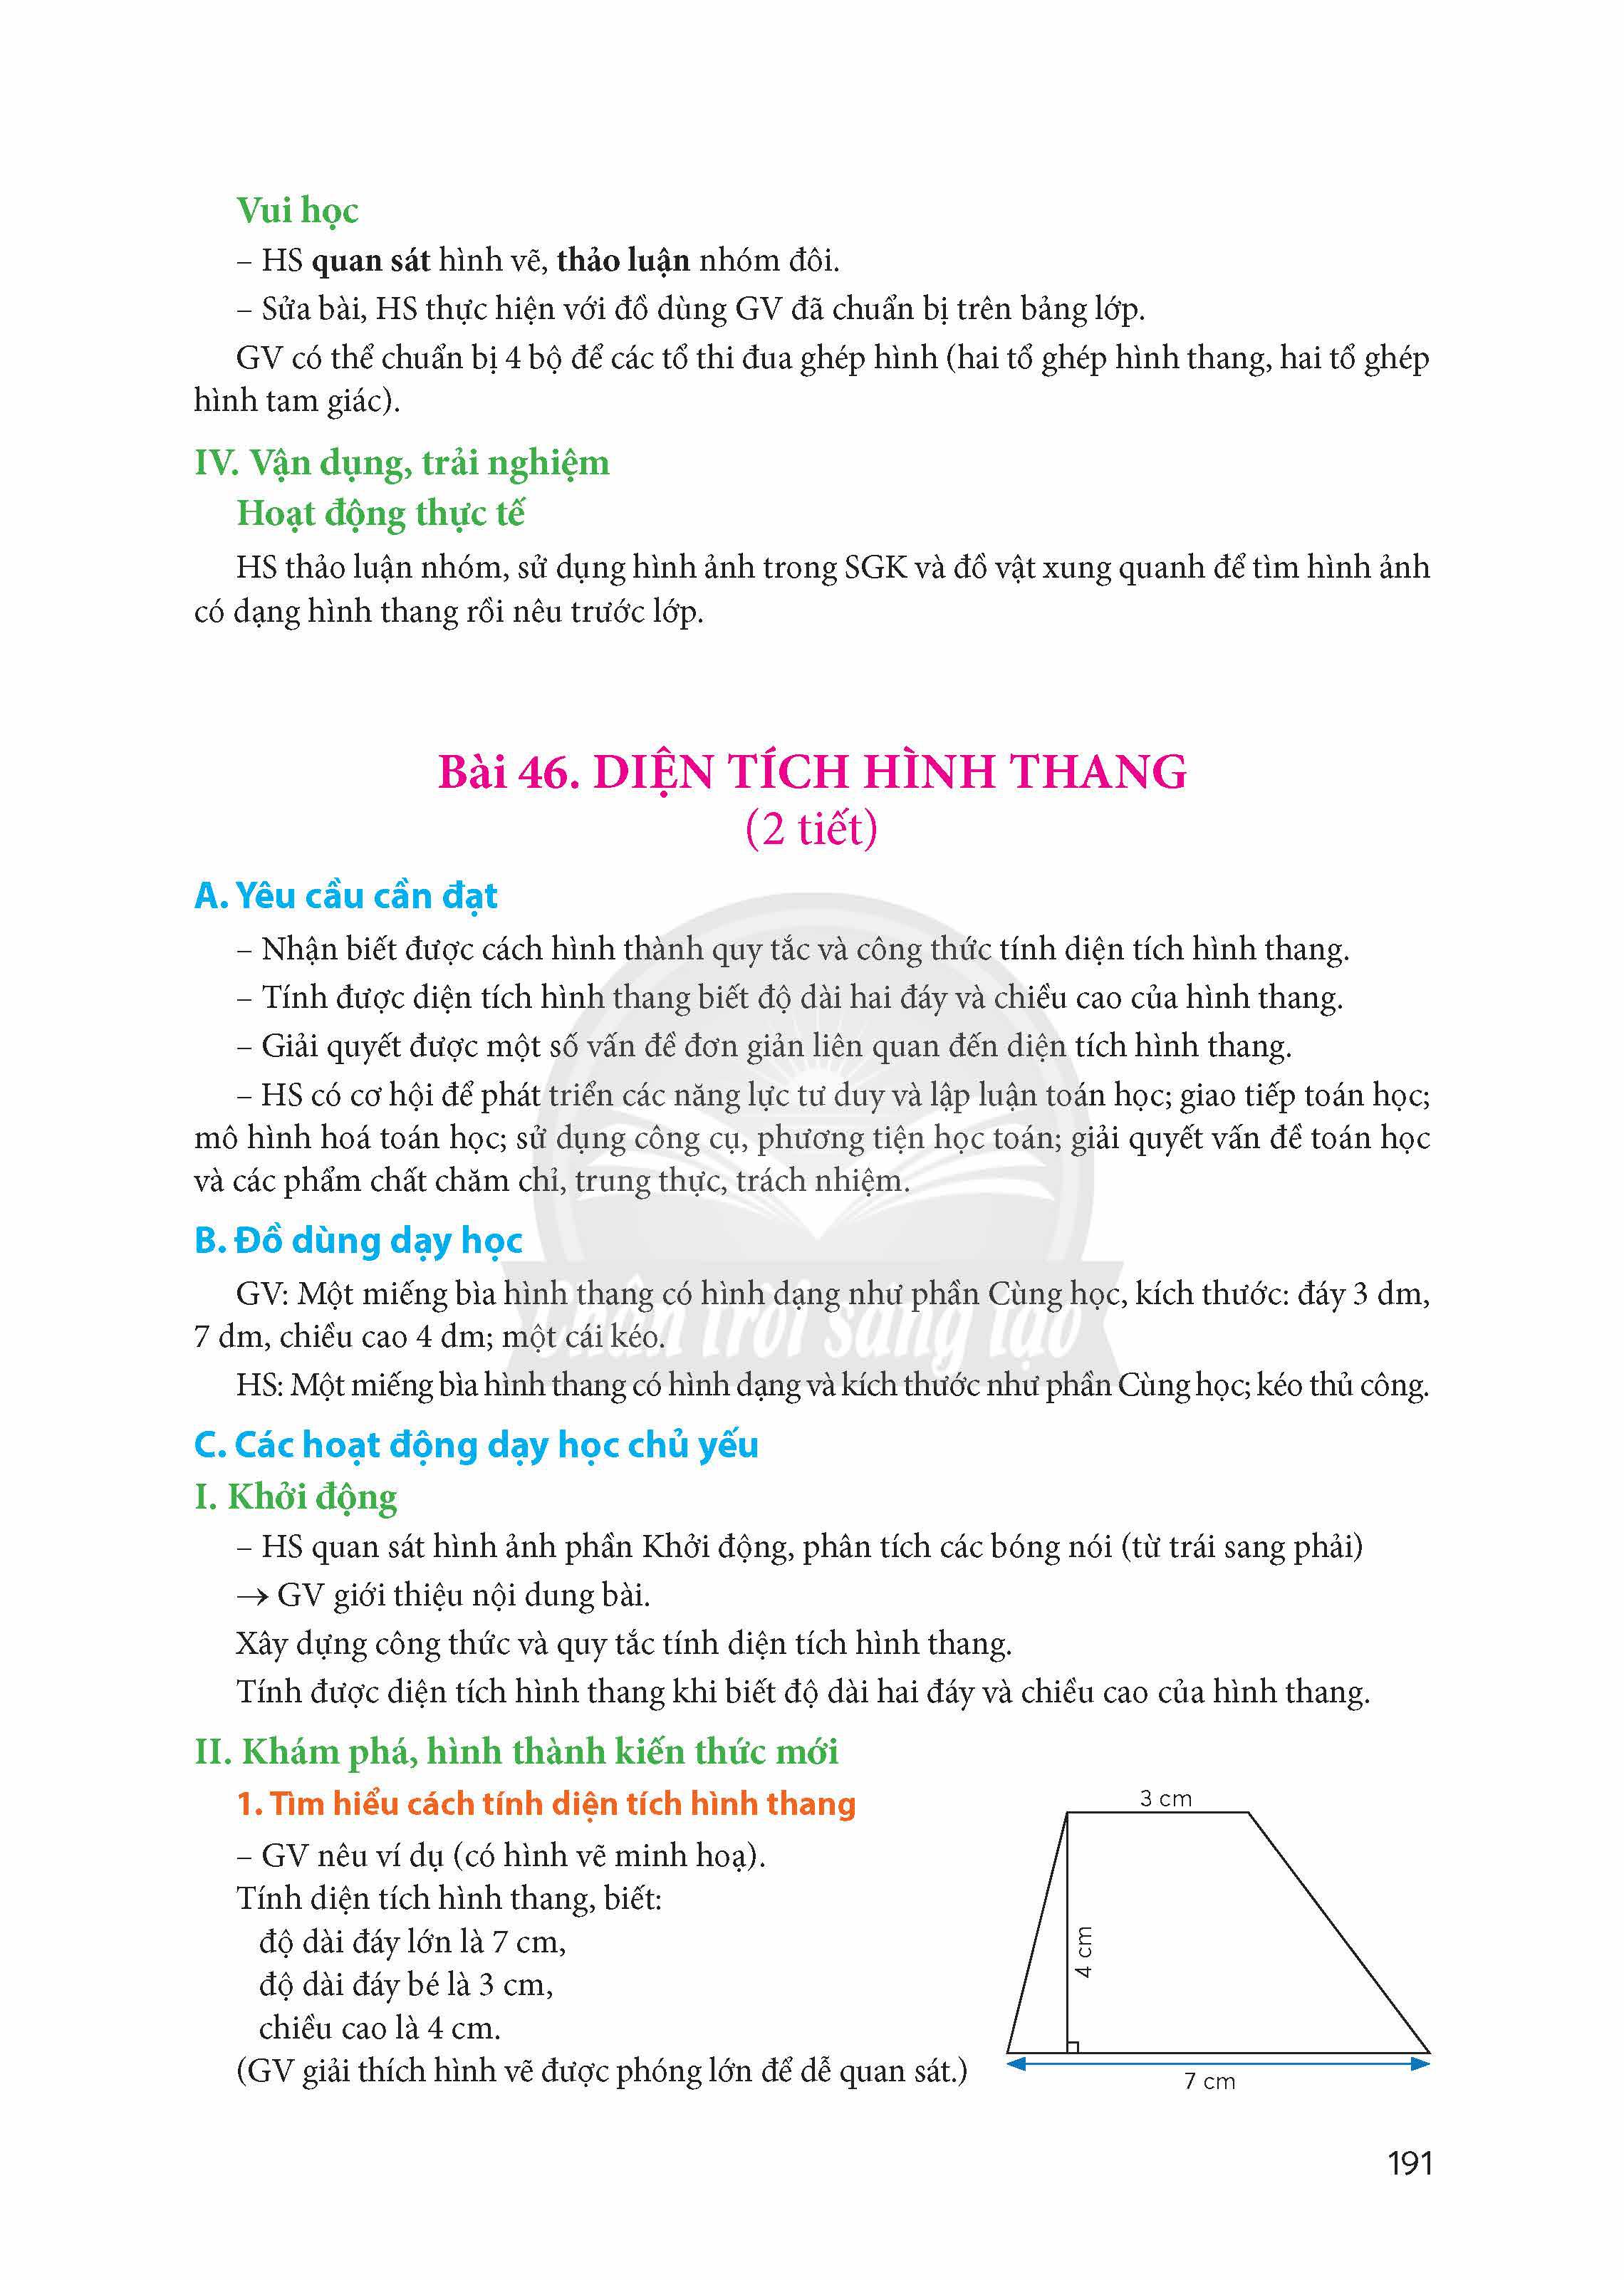 Vui học
– HS quan sát hình vẽ, thảo luận nhóm đôi.
– Sửa bài, HS thực hiện với đồ dùng GV đã chuẩn bị trên bảng lớp.
GV có thể chuẩn bị 4 bộ để các tổ thi đua ghép hình (hai tổ ghép hình thang, hai tổ ghép
hình tam giác).
IV. Vận dụng, trải nghiệm
Hoạt động thực tế
HS thảo luận nhóm, sử dụng hình ảnh trong SGK và đồ vật xung quanh để tìm hình ảnh
có dạng hình thang rồi nêu trước lớp.
Bài 46. DIỆN TÍCH HÌNH THANG
(2 tiết)
A. Yêu cầu cần đạt
– Nhận biết được cách hình thành quy tắc và công thức tính diện tích hình thang.
– Tính được diện tích hình thang biết độ dài hai đáy và chiều cao của hình thang.
– Giải quyết được một số vấn đề đơn giản liên quan đến diện tích hình thang.
– HS có cơ hội để phát triển các năng lực tư duy và lập luận toán học; giao tiếp toán học;
mô hình hoá toán học; sử dụng công cụ, phương tiện học toán; giải quyết vấn đề toán học
và các phẩm chất chăm chỉ, trung thực, trách nhiệm.
B. Đồ dùng dạy học
GV: Một miếng bìa hình thang có hình dạng như phần Cùng học, kích thước: đáy 3 dm,
7 dm, chiều cao 4 dm; một cái kéo.
Chân trời sáng tạo
HS: Một miếng bìa hình thang có hình dạng và kích thước như phần Cùng học; kéo thủ công.
C. Các hoạt động dạy học chủ yếu
I. Khởi động
– HS quan sát hình ảnh phần Khởi động, phân tích các bóng nói (từ trái sang phải)
→ GV giới thiệu nội dung bài.
Xây dựng công thức và quy tắc tính diện tích hình thang.
Tính được diện tích hình thang khi biết độ dài hai đáy và chiều cao của hình thang.
II. Khám phá, hình thành kiến thức mới
1. Tìm hiểu cách tính diện tích hình thang
– GV nêu ví dụ (có hình vẽ minh hoạ).
Tính diện tích hình thang, biết:
độ dài đáy lớn là 7 cm,
độ dài đáy bé là 3 cm,
chiều cao là 4 cm.
(GV giải thích hình vẽ được phóng lớn để dễ quan sát.)
3 cm
4 cm
7 cm
191